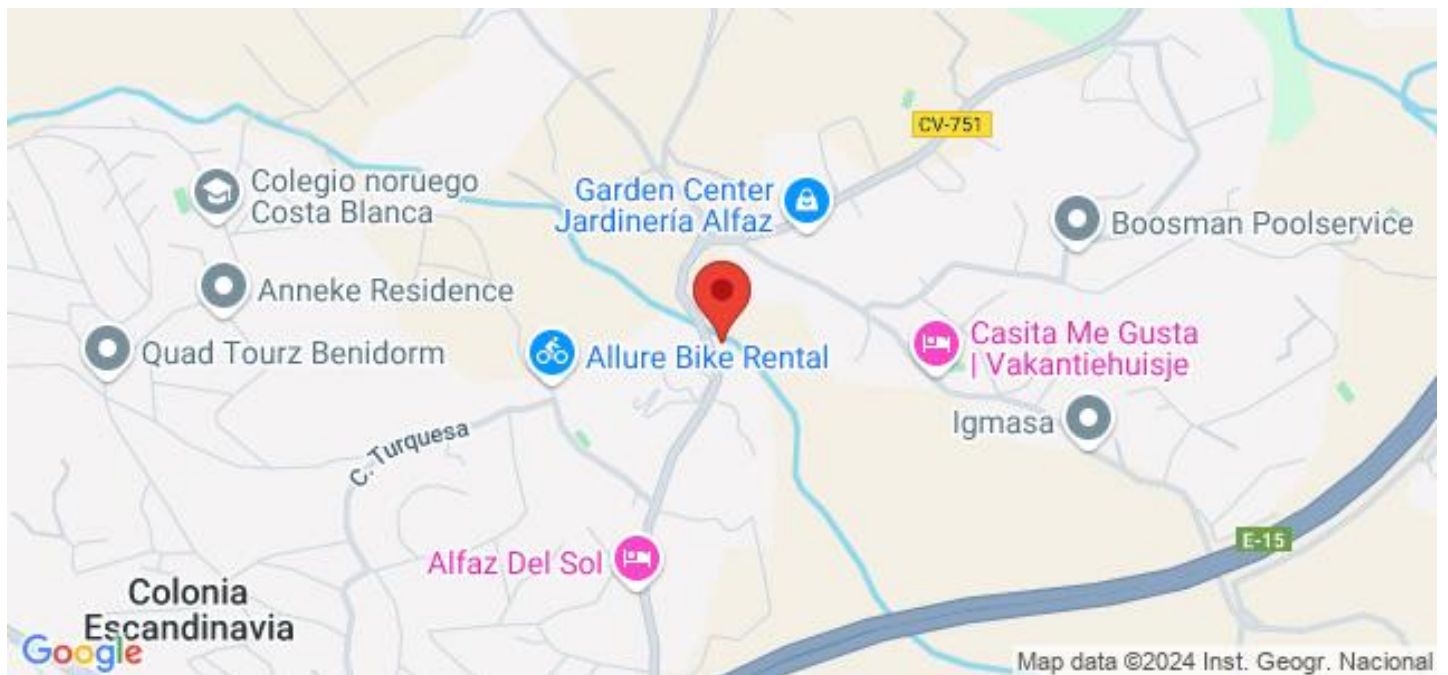 CV-751
Colegio noruego
Costa Blanca
Garden Center
Jardinería Alfaz
Boosman Poolservice
Anneke Residence
Quad Tourz Benidorm
Allure Bike Rental
Casita Me Gusta
| Vakantiehuisje
Igmasa
C. Turquesa
E-15
Alfaz Del Sol
Colonia
Escandinavia
Google
Map data ©2024 Inst. Geogr. Nacional